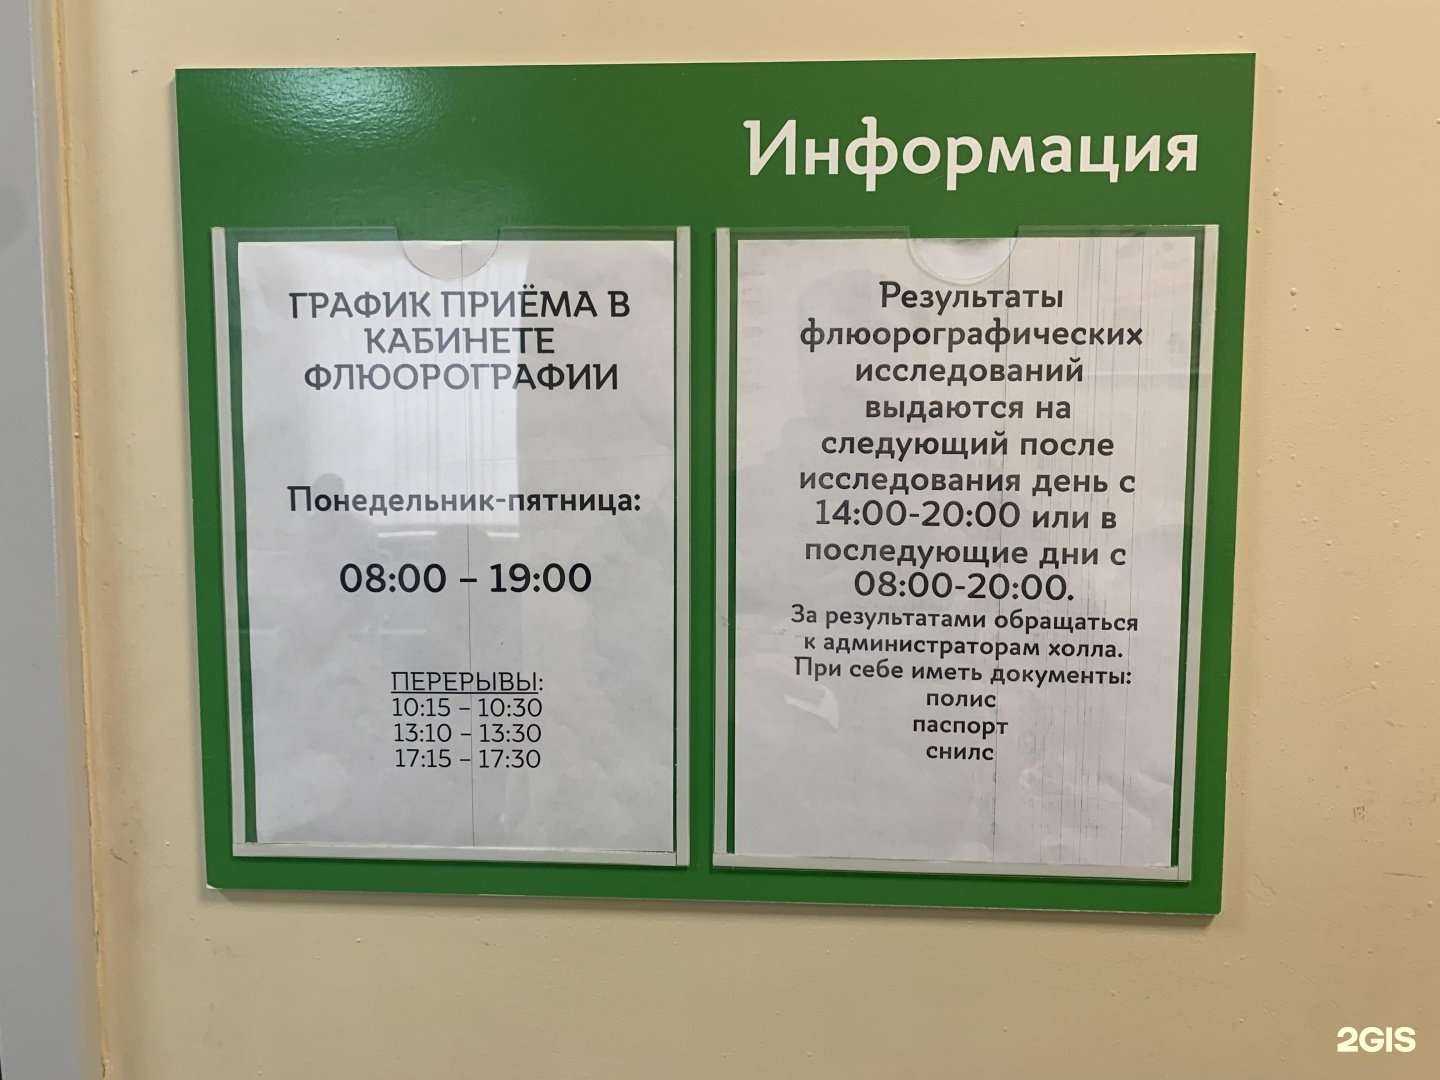 Информация
ГРАФИК ПРИЁМА В
КАБИНЕТЕ
ФЛЮОРОГРАФИИ
Понедельник-пятница:
08:00 – 19:00
ПЕРЕРЫВЫ:
10:15 – 10:30
13:10 – 13:30
17:15 – 17:30
Результаты
флюорографических
исследований
выдаются на
следующий после
исследования день с
14:00-20:00 или в
последующие дни с
08:00-20:00.
За результатами обращаться
к администраторам холла.
При себе иметь документы:
полис
паспорт
снилс
2GIS